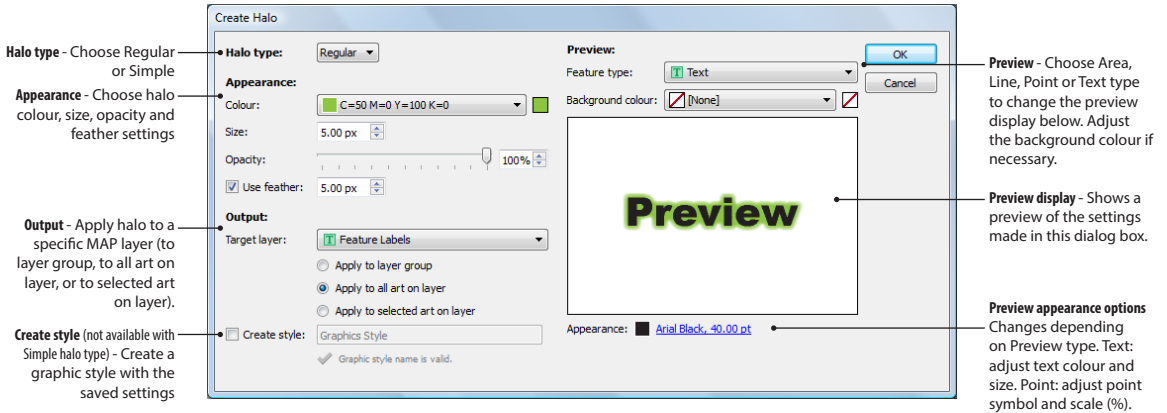 Create Halo
Halo type - Choose Regular
or Simple
Appearance - Choose halo
colour, size, opacity and
feather settings
Output - Apply halo to a
specific MAP layer (to
layer group, to all art on
layer, or to selected art
on layer).
Create style (not available with
Simple halo type) - Create a
graphic style with the
saved settings
Halo type: Regular
Appearance:
Colour: C=50 M=0 Y=100 K=0
Size: 5.00 px
Opacity: 100%
Use feather: 5.00 px
Output:
Target layer: T Feature Labels
Apply to layer group
Apply to all art on layer
Apply to selected art on layer
Create style: Graphics Style
Graphic style name is valid.
Preview:
Feature type: T Text
Background colour: [None]
Preview
Appearance: Arial Black, 40.00 pt
OK
Cancel
Preview - Choose Area,
Line, Point or Text type
to change the preview
display below. Adjust
the background colour if
necessary.
Preview display - Shows a
preview of the settings
made in this dialog box.
Preview appearance options
Changes depending
on Preview type. Text:
adjust text colour and
size. Point: adjust point
symbol and scale (%).